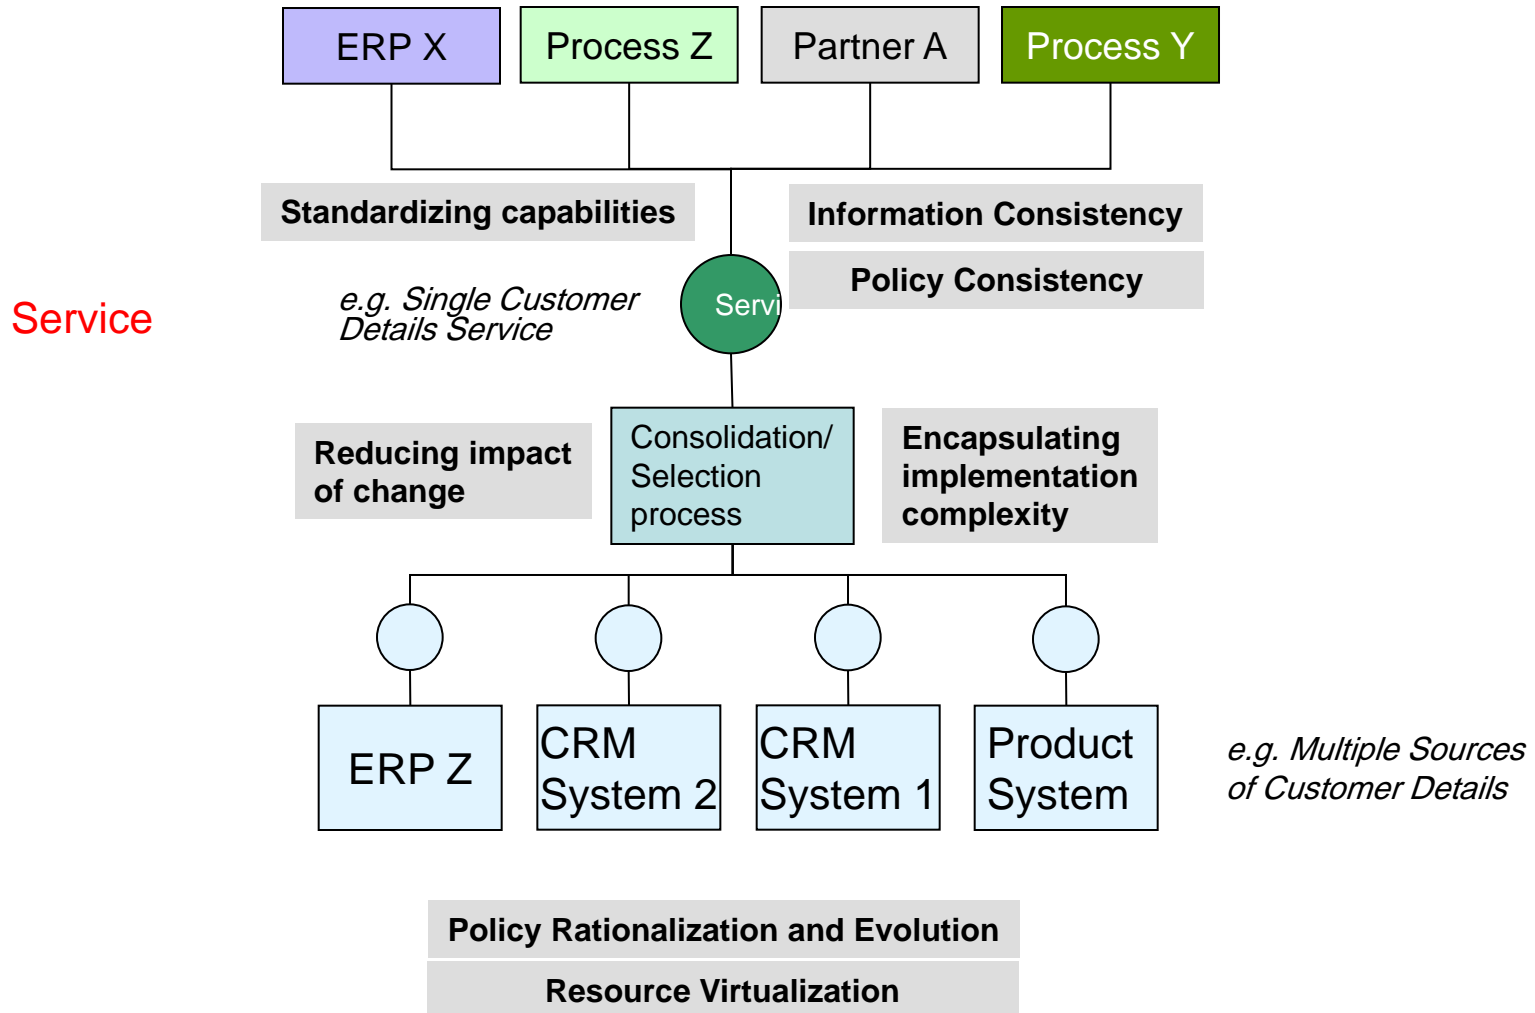 ERP X
Process Z
Partner A
Process Y
Standardizing capabilities
Information Consistency
Policy Consistency
Service
e.g. Single Customer
Details Service
Servi
Reducing impact
of change
Consolidation/
Selection
process
Encapsulating
implementation
complexity
ERP Z
CRM
System 2
CRM
System 1
Product
System
e.g. Multiple Sources
of Customer Details
Policy Rationalization and Evolution
Resource Virtualization